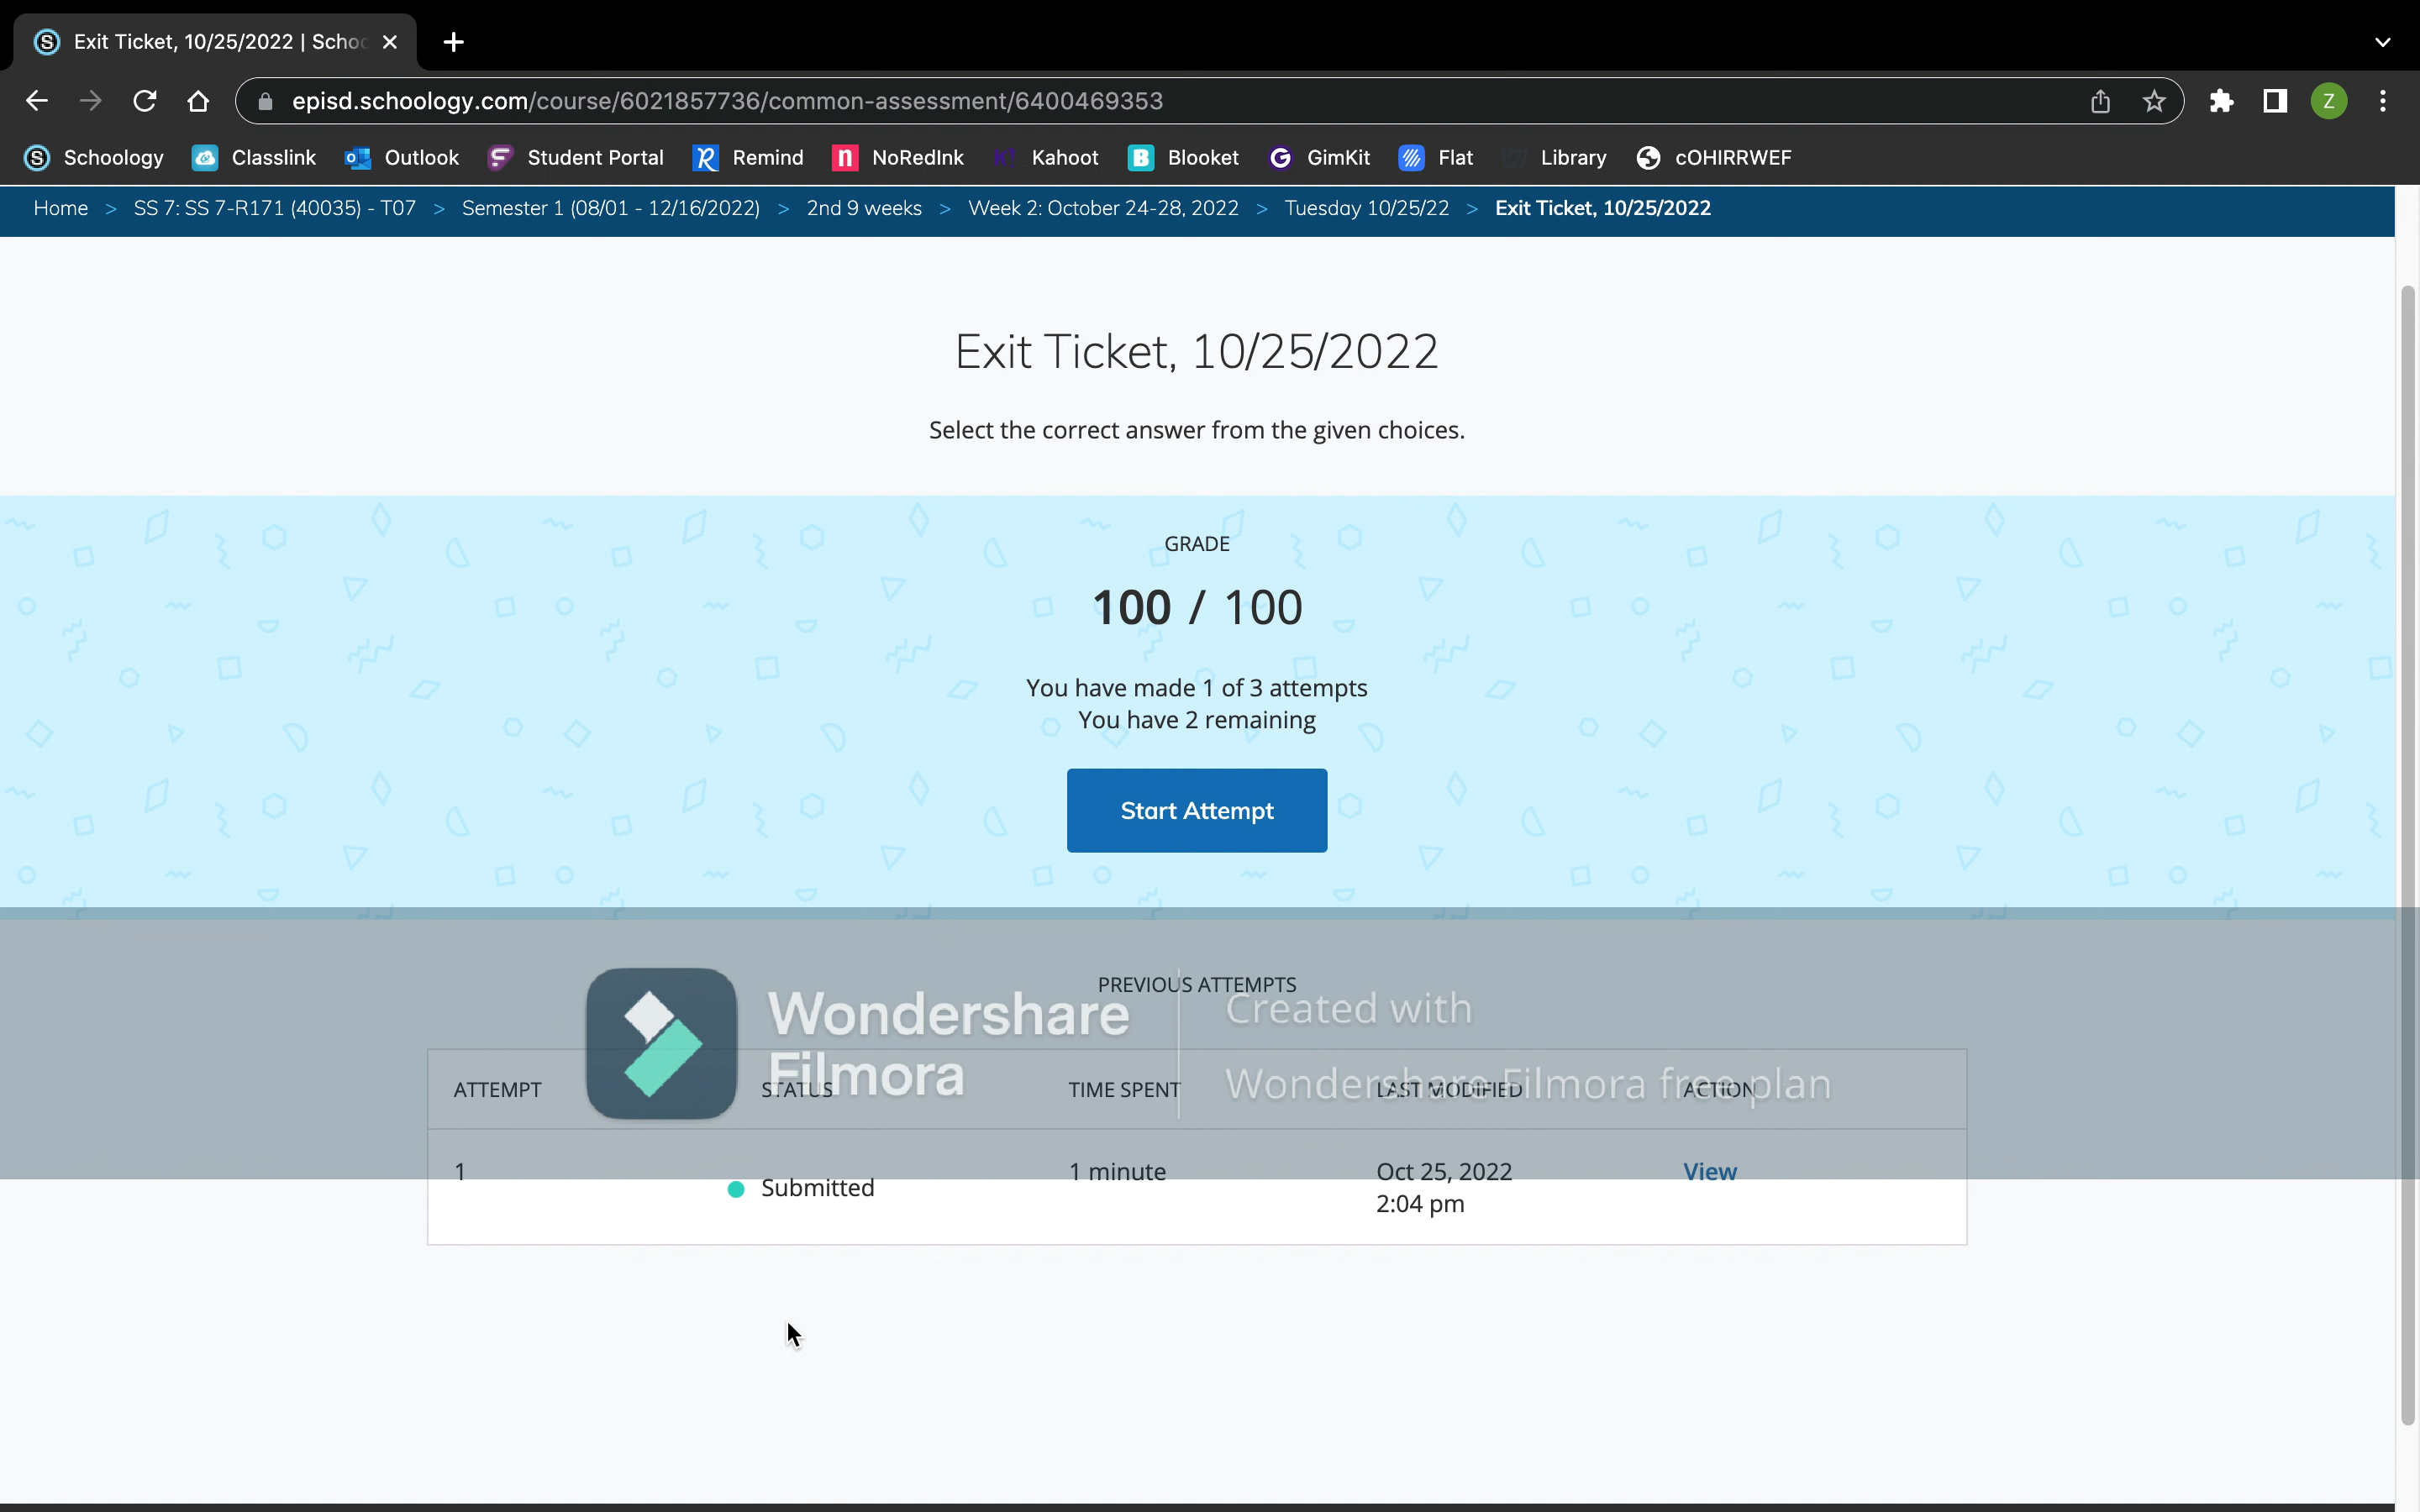 Exit Ticket, 10/25/2022 | Schoo
episd.schoology.com/course/6021857736/common-assessment/6400469353
Z
Schoology Classlink Outlook Student Portal Remind NoRedInk Kahoot Blooket GimKit Flat Library cOHIRRWEF
Home > SS 7: SS 7-R171 (40035) - T07 > Semester 1 (08/01 - 12/16/2022) > 2nd 9 weeks > Week 2: October 24-28, 2022 > Tuesday 10/25/22 > Exit Ticket, 10/25/2022
Exit Ticket, 10/25/2022
Select the correct answer from the given choices.
GRADE
100 / 100
You have made 1 of 3 attempts
You have 2 remaining
Start Attempt
PREVIOUS ATTEMPTS
Wondershare
Filmora
Created with
Wondershare Filmora free plan
ATTEMPT STATUS TIME SPENT LAST MODIFIED ACTION
1 Submitted 1 minute Oct 25, 2022 View
2:04 pm